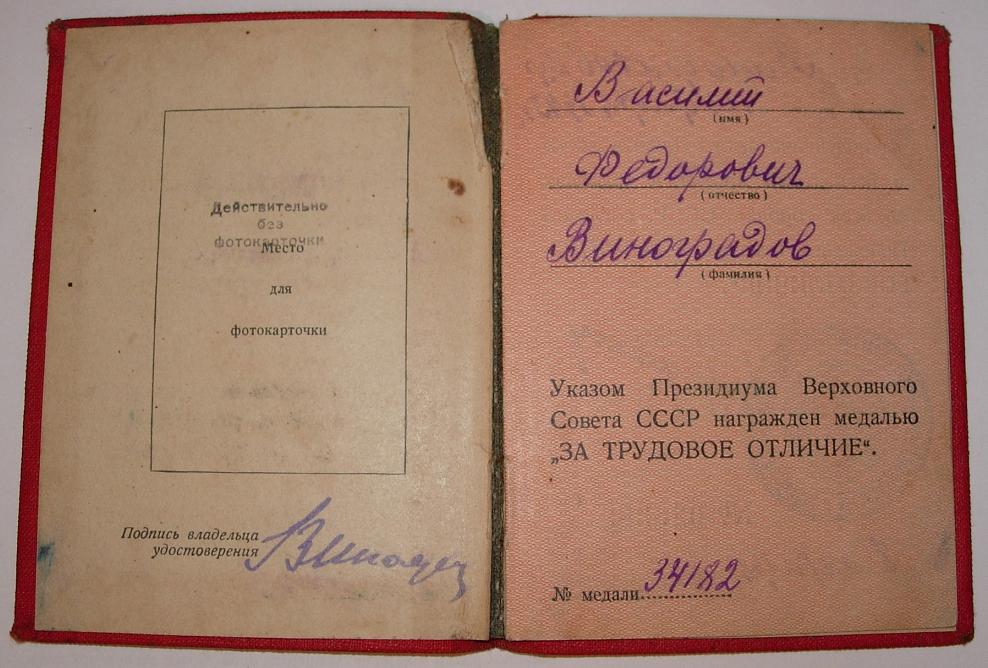 Действительно
без
фотокарточки
Место
для
фотокарточки
Подпись владельца
удостоверения
Василий
(имя)
Федорович
(отчество)
Виноградов
(фамилия)
Указом Президиума Верховного
Совета СССР награжден медалью
„ЗА ТРУДОВОЕ ОТЛИЧИЕ“.
№ медали 34182